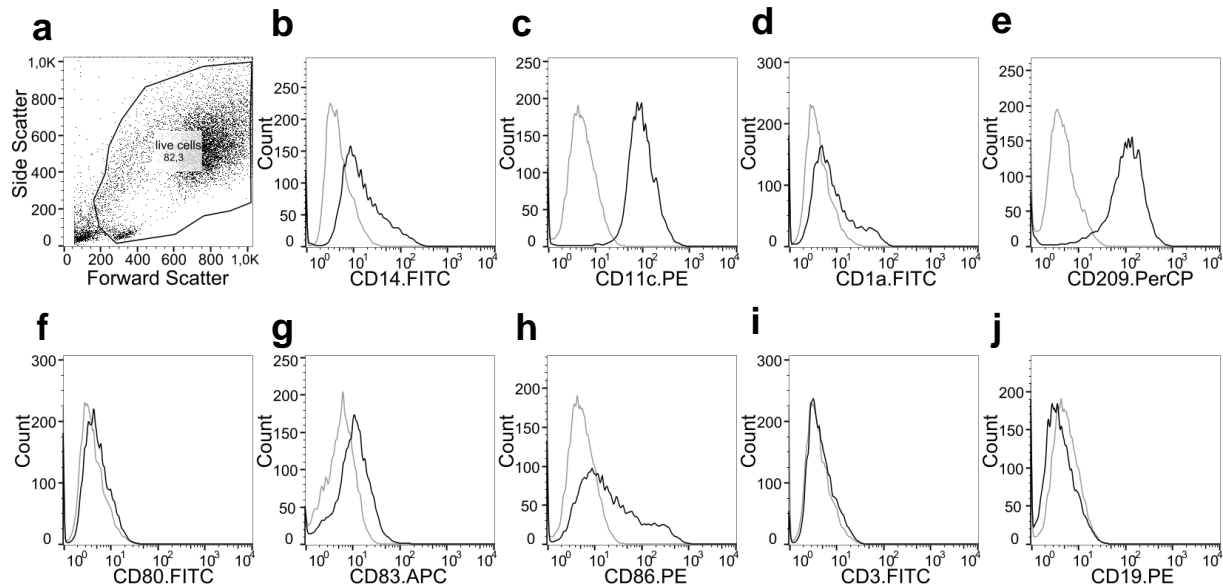 a
b
c
d
e
1,0K
800
600
400
200
0
Side Scatter
live cells
82,3
0 200 400 600 800 1,0K
Forward Scatter
250
200
150
100
50
0
Count
10⁰ 10¹ 10² 10³ 10⁴
CD14.FITC
250
200
150
100
50
0
Count
10⁰ 10¹ 10² 10³ 10⁴
CD11c.PE
300
200
100
0
Count
10⁰ 10¹ 10² 10³ 10⁴
CD1a.FITC
250
200
150
100
50
0
Count
10⁰ 10¹ 10² 10³ 10⁴
CD209.PerCP
f
g
h
i
j
300
200
100
0
Count
10⁰ 10¹ 10² 10³ 10⁴
CD80.FITC
250
200
150
100
50
0
Count
10⁰ 10¹ 10² 10³ 10⁴
CD83.APC
200
150
100
50
0
Count
10⁰ 10¹ 10² 10³ 10⁴
CD86.PE
300
200
100
0
Count
10⁰ 10¹ 10² 10³ 10⁴
CD3.FITC
200
150
100
50
0
Count
10⁰ 10¹ 10² 10³ 10⁴
CD19.PE